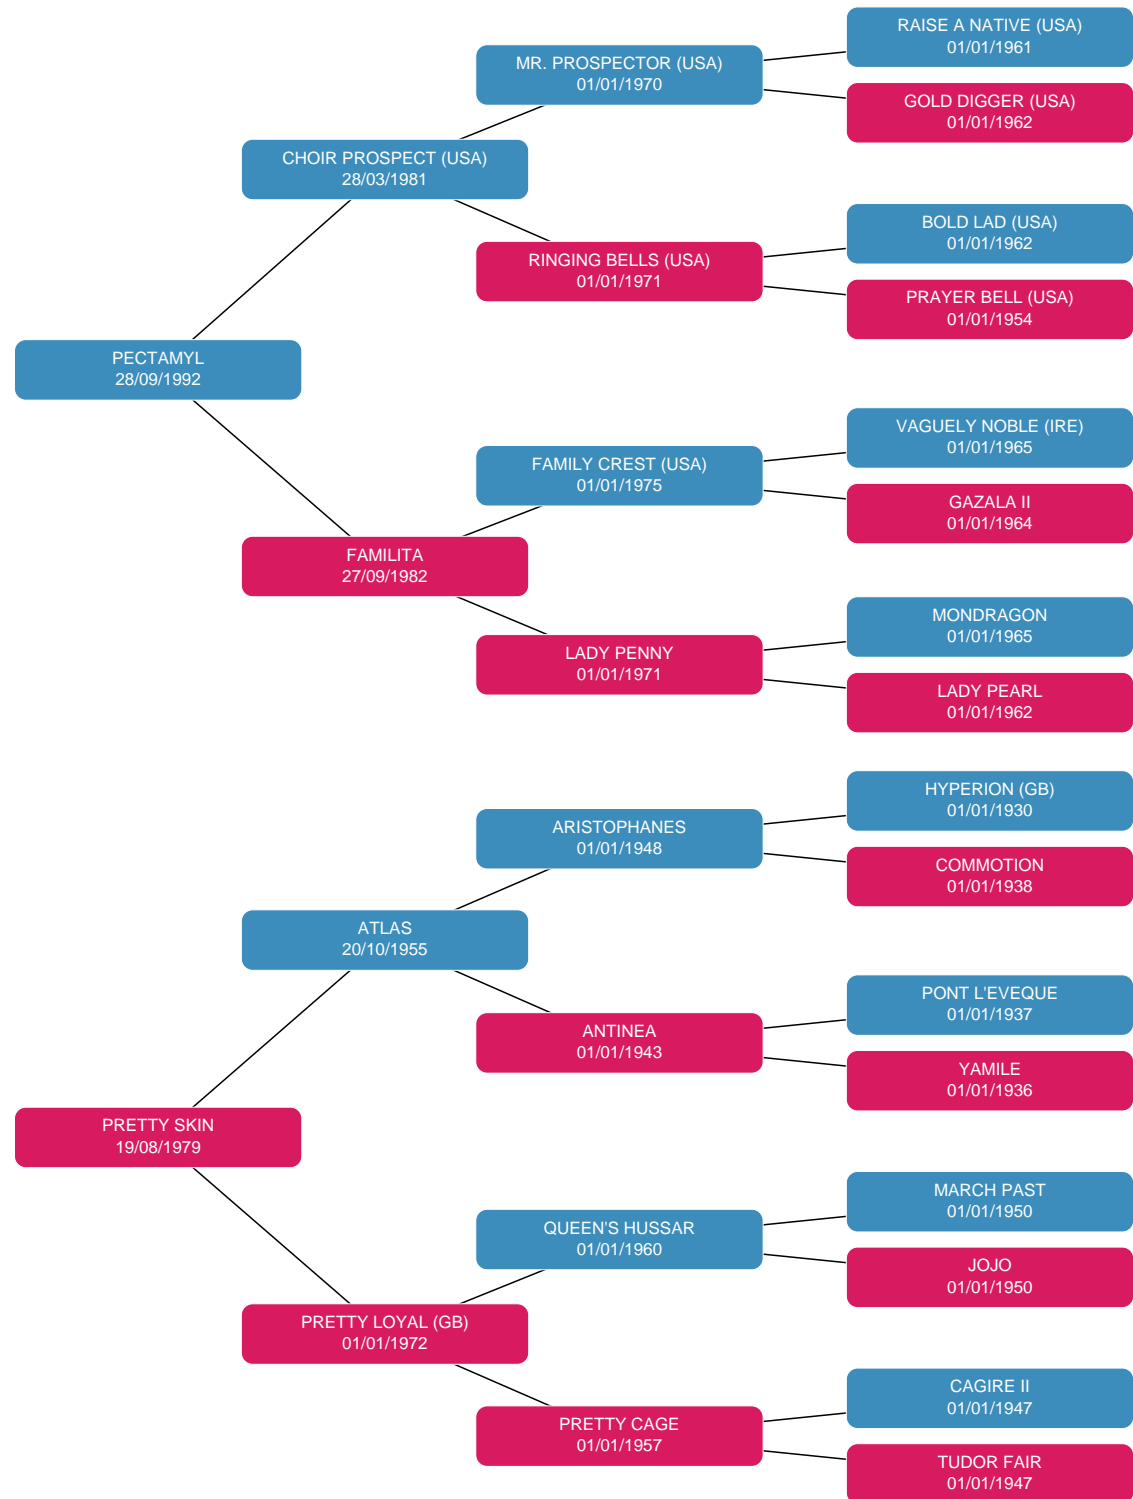 RAISE A NATIVE (USA)
01/01/1961
MR. PROSPECTOR (USA)
01/01/1970
GOLD DIGGER (USA)
01/01/1962
CHOIR PROSPECT (USA)
28/03/1981
BOLD LAD (USA)
01/01/1962
RINGING BELLS (USA)
01/01/1971
PRAYER BELL (USA)
01/01/1954
PECTAMYL
28/09/1992
VAGUELY NOBLE (IRE)
01/01/1965
FAMILY CREST (USA)
01/01/1975
GAZALA II
01/01/1964
FAMILITA
27/09/1982
MONDRAGON
01/01/1965
LADY PENNY
01/01/1971
LADY PEARL
01/01/1962
HYPERION (GB)
01/01/1930
ARISTOPHANES
01/01/1948
COMMOTION
01/01/1938
ATLAS
20/10/1955
PONT L'EVEQUE
01/01/1937
ANTINEA
01/01/1943
YAMILE
01/01/1936
PRETTY SKIN
19/08/1979
MARCH PAST
01/01/1950
QUEEN'S HUSSAR
01/01/1960
JOJO
01/01/1950
PRETTY LOYAL (GB)
01/01/1972
CAGIRE II
01/01/1947
PRETTY CAGE
01/01/1957
TUDOR FAIR
01/01/1947